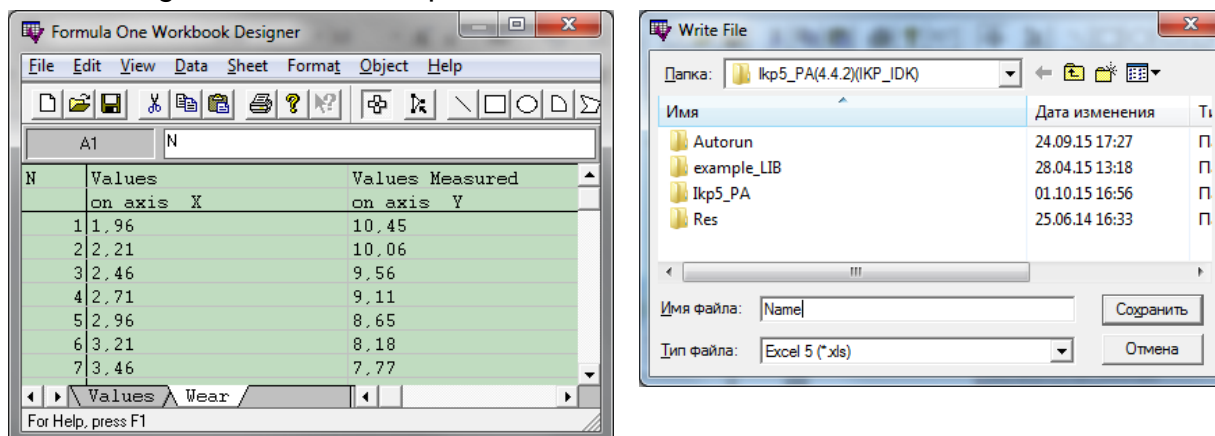 Formula One Workbook Designer
File Edit View Data Sheet Format Object Help
A1 N
N Values Values Measured
on axis X on axis Y
1 1,96 10,45
2 2,21 10,06
3 2,46 9,56
4 2,71 9,11
5 2,96 8,65
6 3,21 8,18
7 3,46 7,77
Values Wear
For Help, press F1
Write File
Папка: Ikp5_PA(4.4.2)(IKP_IDK)
Имя Дата изменения
Autorun 24.09.15 17:27
example_LIB 28.04.15 13:18
Ikp5_PA 01.10.15 16:56
Res 25.06.14 16:33
Имя файла: Name Сохранить
Тип файла: Excel 5 (*.xls) Отмена